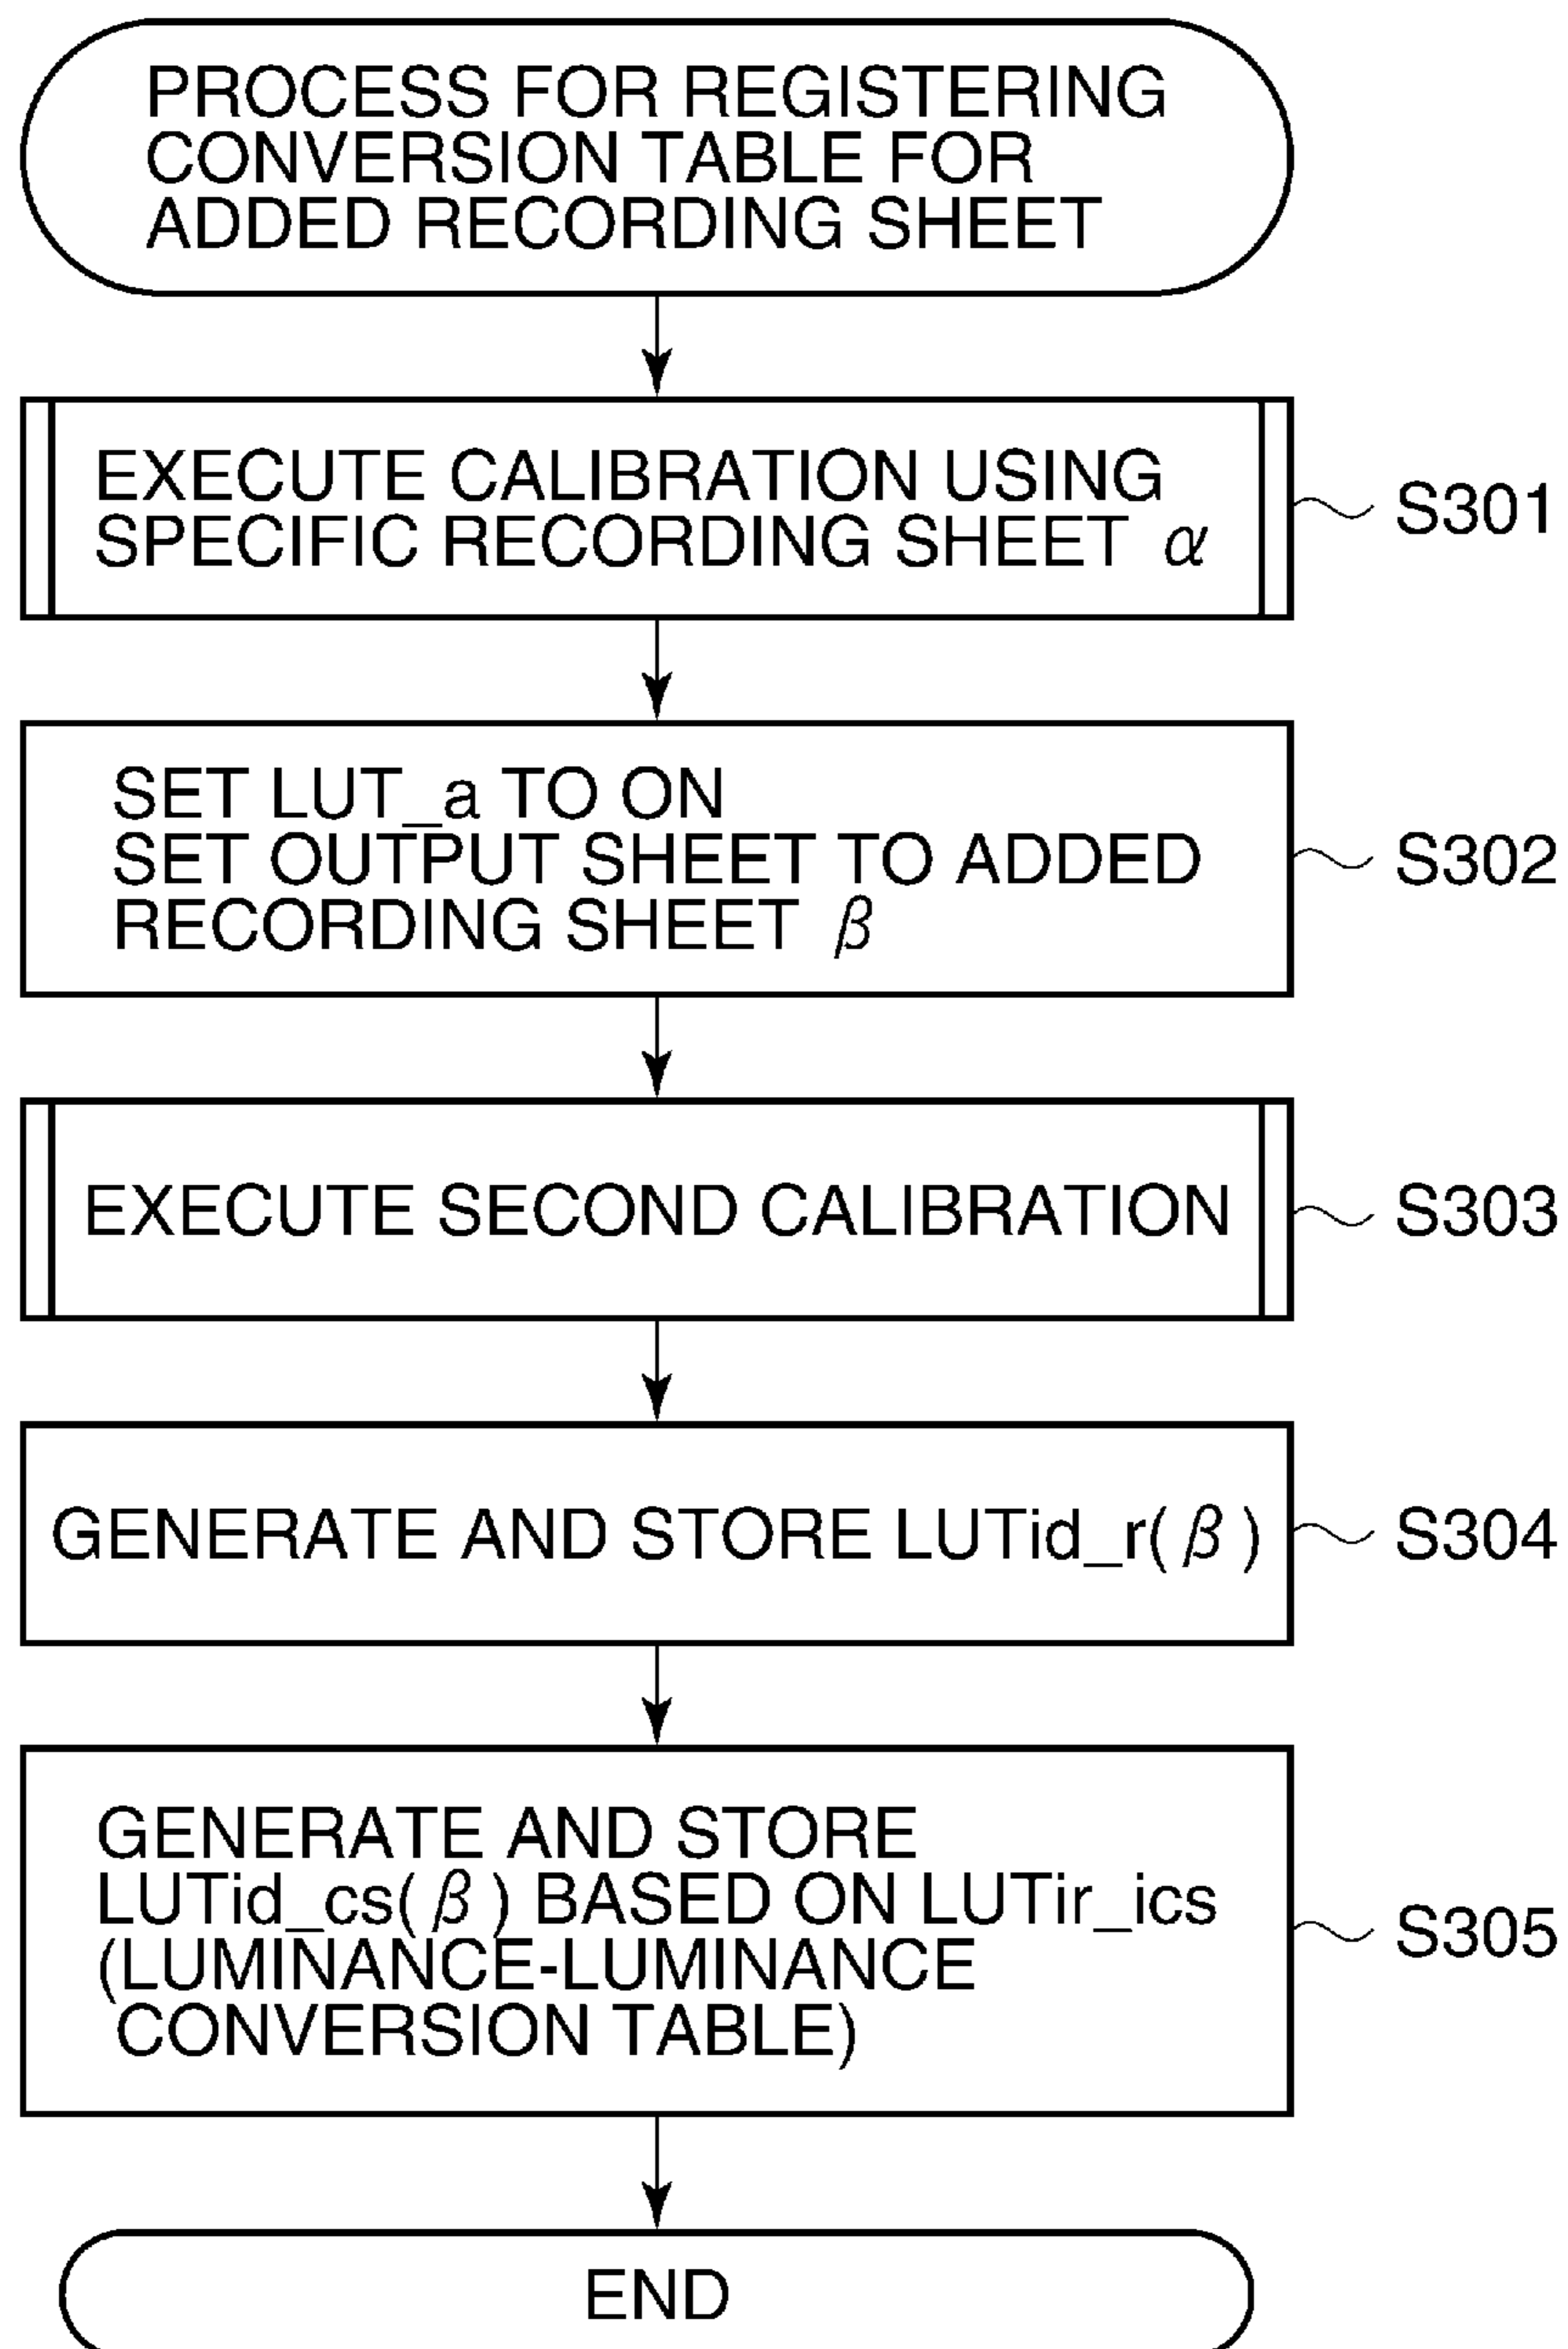 PROCESS FOR REGISTERING
CONVERSION TABLE FOR
ADDED RECORDING SHEET
EXECUTE CALIBRATION USING
SPECIFIC RECORDING SHEET α
S301
SET LUT_a TO ON
SET OUTPUT SHEET TO ADDED
RECORDING SHEET β
S302
EXECUTE SECOND CALIBRATION
S303
GENERATE AND STORE LUTid_r(β)
S304
GENERATE AND STORE
LUTid_cs(β) BASED ON LUTir_ics
(LUMINANCE-LUMINANCE
CONVERSION TABLE)
S305
END